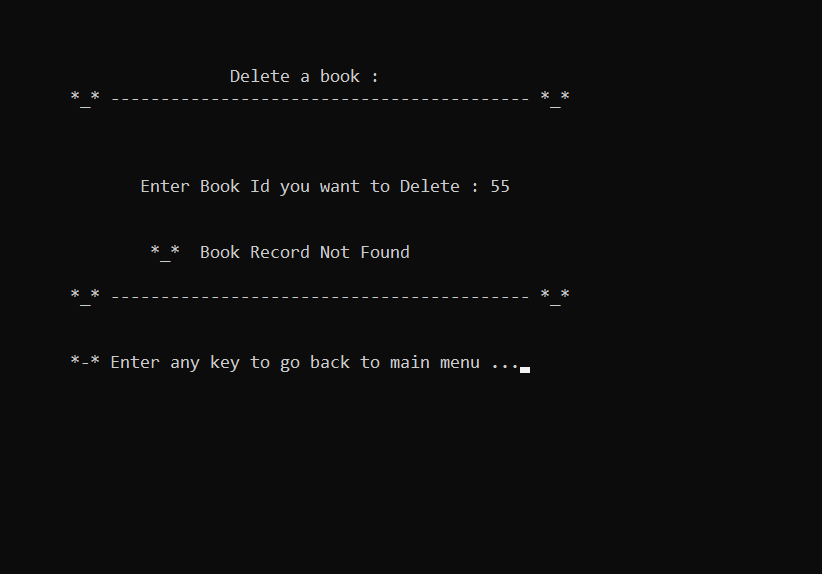 Delete a book :
*_* ------------------------------------------ *_*
Enter Book Id you want to Delete : 55
*_*  Book Record Not Found
*_* ------------------------------------------ *_*
*-* Enter any key to go back to main menu ...